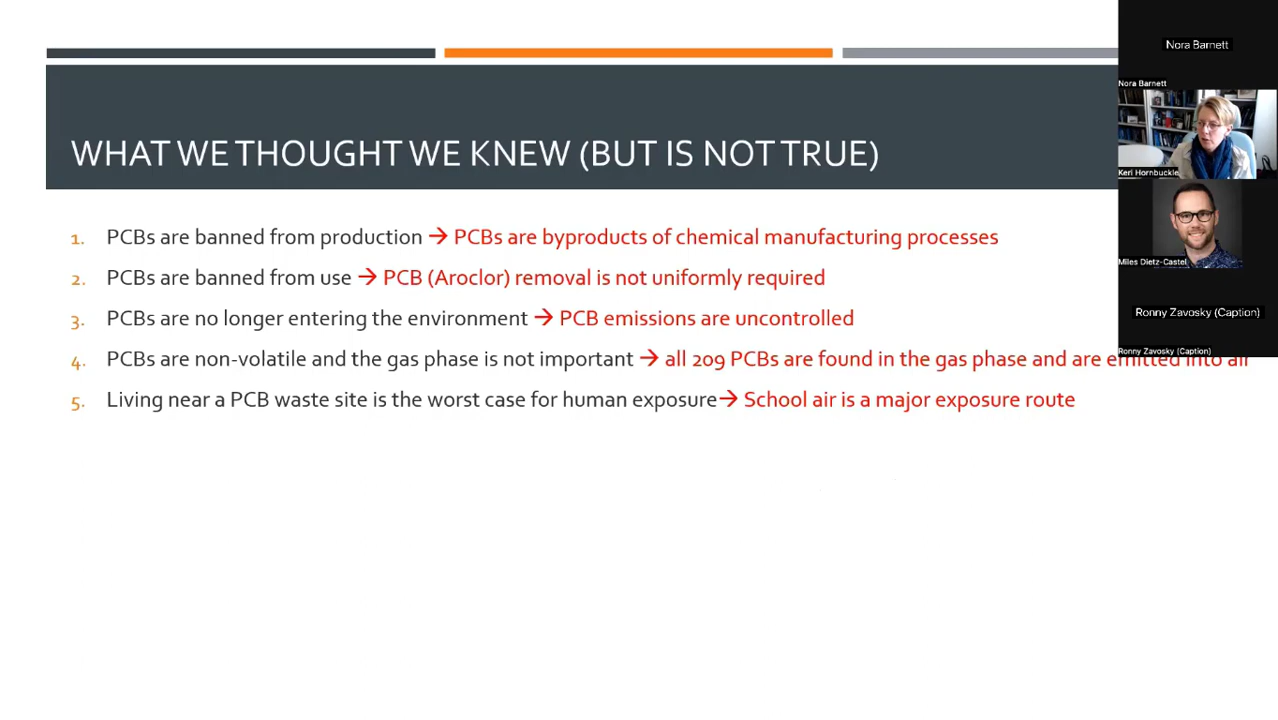 WHAT WE THOUGHT WE KNEW (BUT IS NOT TRUE)
1. PCBs are banned from production → PCBs are byproducts of chemical manufacturing processes
2. PCBs are banned from use → PCB (Aroclor) removal is not uniformly required
3. PCBs are no longer entering the environment → PCB emissions are uncontrolled
4. PCBs are non-volatile and the gas phase is not important → all 209 PCBs are found in the gas phase and are emitted into air
5. Living near a PCB waste site is the worst case for human exposure→ School air is a major exposure route
Nora Barnett
Nora Barnett
Keri Hornbuckle
Miles Dietz-Castel
Ronny Zavosky (Caption)
Ronny Zavosky (Caption)